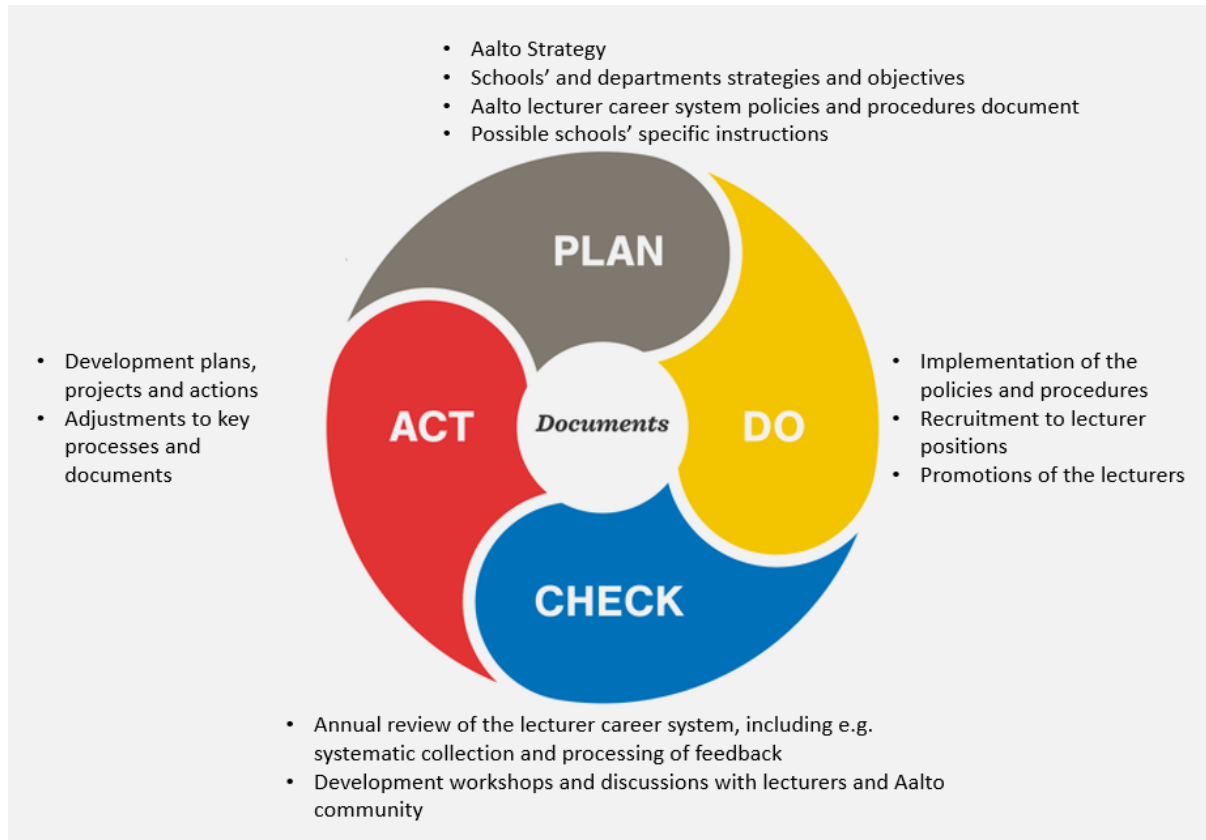 • Aalto Strategy
• Schools’ and departments strategies and objectives
• Aalto lecturer career system policies and procedures document
• Possible schools’ specific instructions
PLAN
• Development plans,
projects and actions
• Adjustments to key
processes and
documents
ACT
Documents
DO
• Implementation of the
policies and procedures
• Recruitment to lecturer
positions
• Promotions of the lecturers
CHECK
• Annual review of the lecturer career system, including e.g.
systematic collection and processing of feedback
• Development workshops and discussions with lecturers and Aalto
community